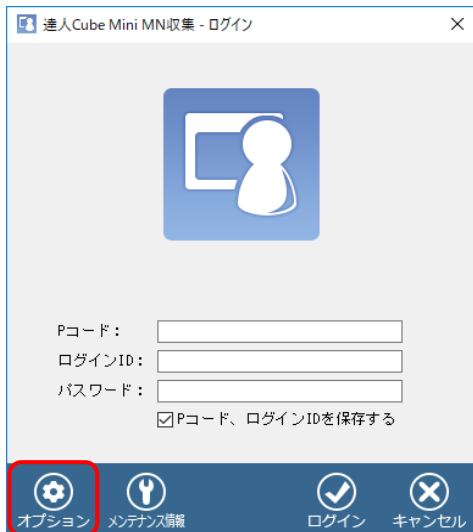 達人Cube Mini MN収集 - ログイン
Pコード：
ログインID：
パスワード：
Pコード、ログインIDを保存する
オプション メンテナンス情報 ログイン キャンセル